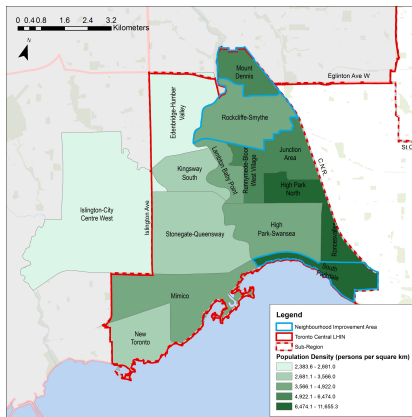 0 0.4 0.8 1.6 2.4 3.2
Kilometers
N
Mount
Dennis
Eglinton Ave W
Edenbridge-Humber
Valley
Rockcliffe-Smythe
Junction
Area
C.N.R.
St C
Lambton Baby Point
Runnymede-Bloor
West Village
Kingsway
South
High Park
North
Islington-City
Centre West
Islington Ave
Stonegate-Queensway
High
Park-Swansea
Roncesvalles
South
Parkdale
Mimico
New
Toronto
Legend
Neighbourhood Improvement Area
Toronto Central LHIN
Sub-Region
Population Density (persons per square km)
2,383.6 - 2,681.0
2,681.1 - 3,566.0
3,566.1 - 4,922.0
4,922.1 - 6,474.0
6,474.1 - 11,655.3